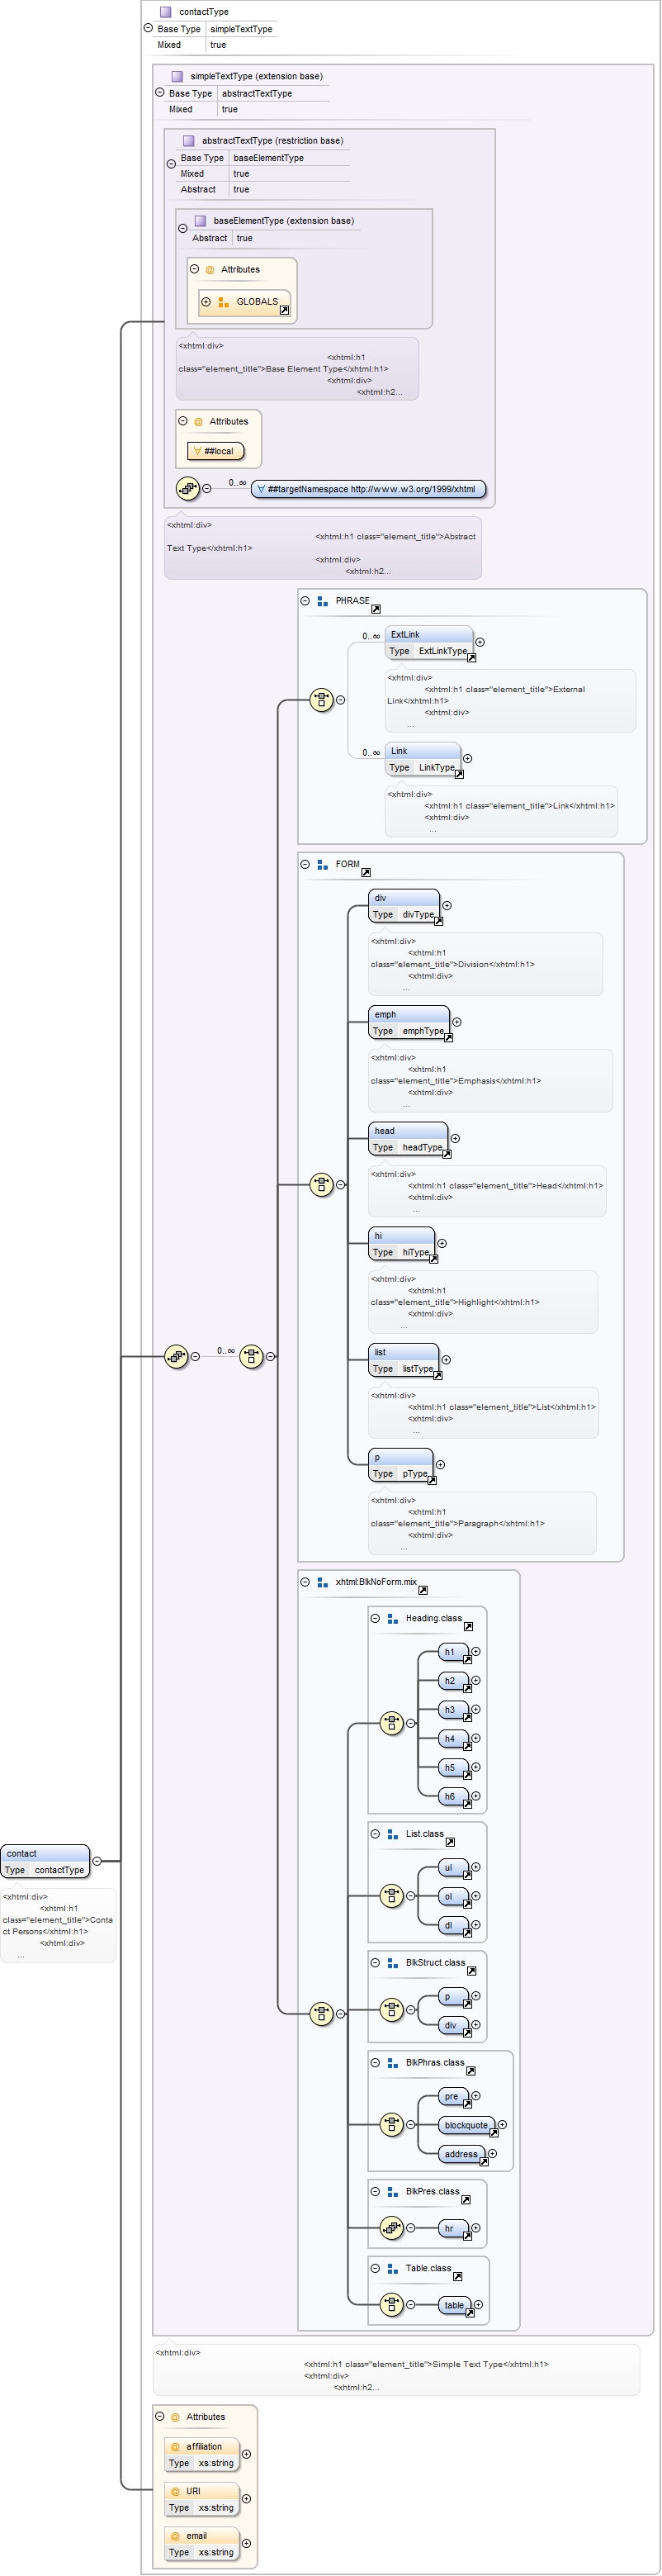 contactType
Base Type simpleTextType
Mixed true
simpleTextType (extension base)
Base Type abstractTextType
Mixed true
abstractTextType (restriction base)
Base Type baseElementType
Mixed true
Abstract true
baseElementType (extension base)
Abstract true
@ Attributes
GLOBALS
<xhtml:div>
<xhtml:h1
class="element_title">Base Element Type</xhtml:h1>
<xhtml:div>
<xhtml:h2...
@ Attributes
∀ ##local
0..∞
∀ ##targetNamespace http://www.w3.org/1999/xhtml
<xhtml:div>
<xhtml:h1 class="element_title">Abstract
Text Type</xhtml:h1>
<xhtml:div>
<xhtml:h2...
PHRASE
0..∞
ExtLink
Type ExtLinkType
<xhtml:div>
<xhtml:h1 class="element_title">External
Link</xhtml:h1>
<xhtml:div>
...
0..∞
Link
Type LinkType
<xhtml:div>
<xhtml:h1 class="element_title">Link</xhtml:h1>
<xhtml:div>
...
FORM
div
Type divType
<xhtml:div>
<xhtml:h1
class="element_title">Division</xhtml:h1>
<xhtml:div>
...
emph
Type emphType
<xhtml:div>
<xhtml:h1
class="element_title">Emphasis</xhtml:h1>
<xhtml:div>
...
head
Type headType
<xhtml:div>
<xhtml:h1 class="element_title">Head</xhtml:h1>
<xhtml:div>
...
hi
Type hiType
<xhtml:div>
<xhtml:h1
class="element_title">Highlight</xhtml:h1>
<xhtml:div>
...
0..∞
list
Type listType
<xhtml:div>
<xhtml:h1 class="element_title">List</xhtml:h1>
<xhtml:div>
...
p
Type pType
<xhtml:div>
<xhtml:h1
class="element_title">Paragraph</xhtml:h1>
<xhtml:div>
...
xhtml:BlkNoForm.mix
Heading.class
h1
h2
h3
h4
h5
h6
List.class
ul
ol
dl
contact
Type contactType
<xhtml:div>
<xhtml:h1
class="element_title">Conta
ct Persons</xhtml:h1>
<xhtml:div>
...
BlkStruct.class
p
div
BlkPhras.class
pre
blockquote
address
BlkPres.class
hr
Table.class
table
<xhtml:div>
<xhtml:h1 class="element_title">Simple Text Type</xhtml:h1>
<xhtml:div>
<xhtml:h2...
@ Attributes
@ affiliation
Type xs:string
@ URI
Type xs:string
@ email
Type xs:string